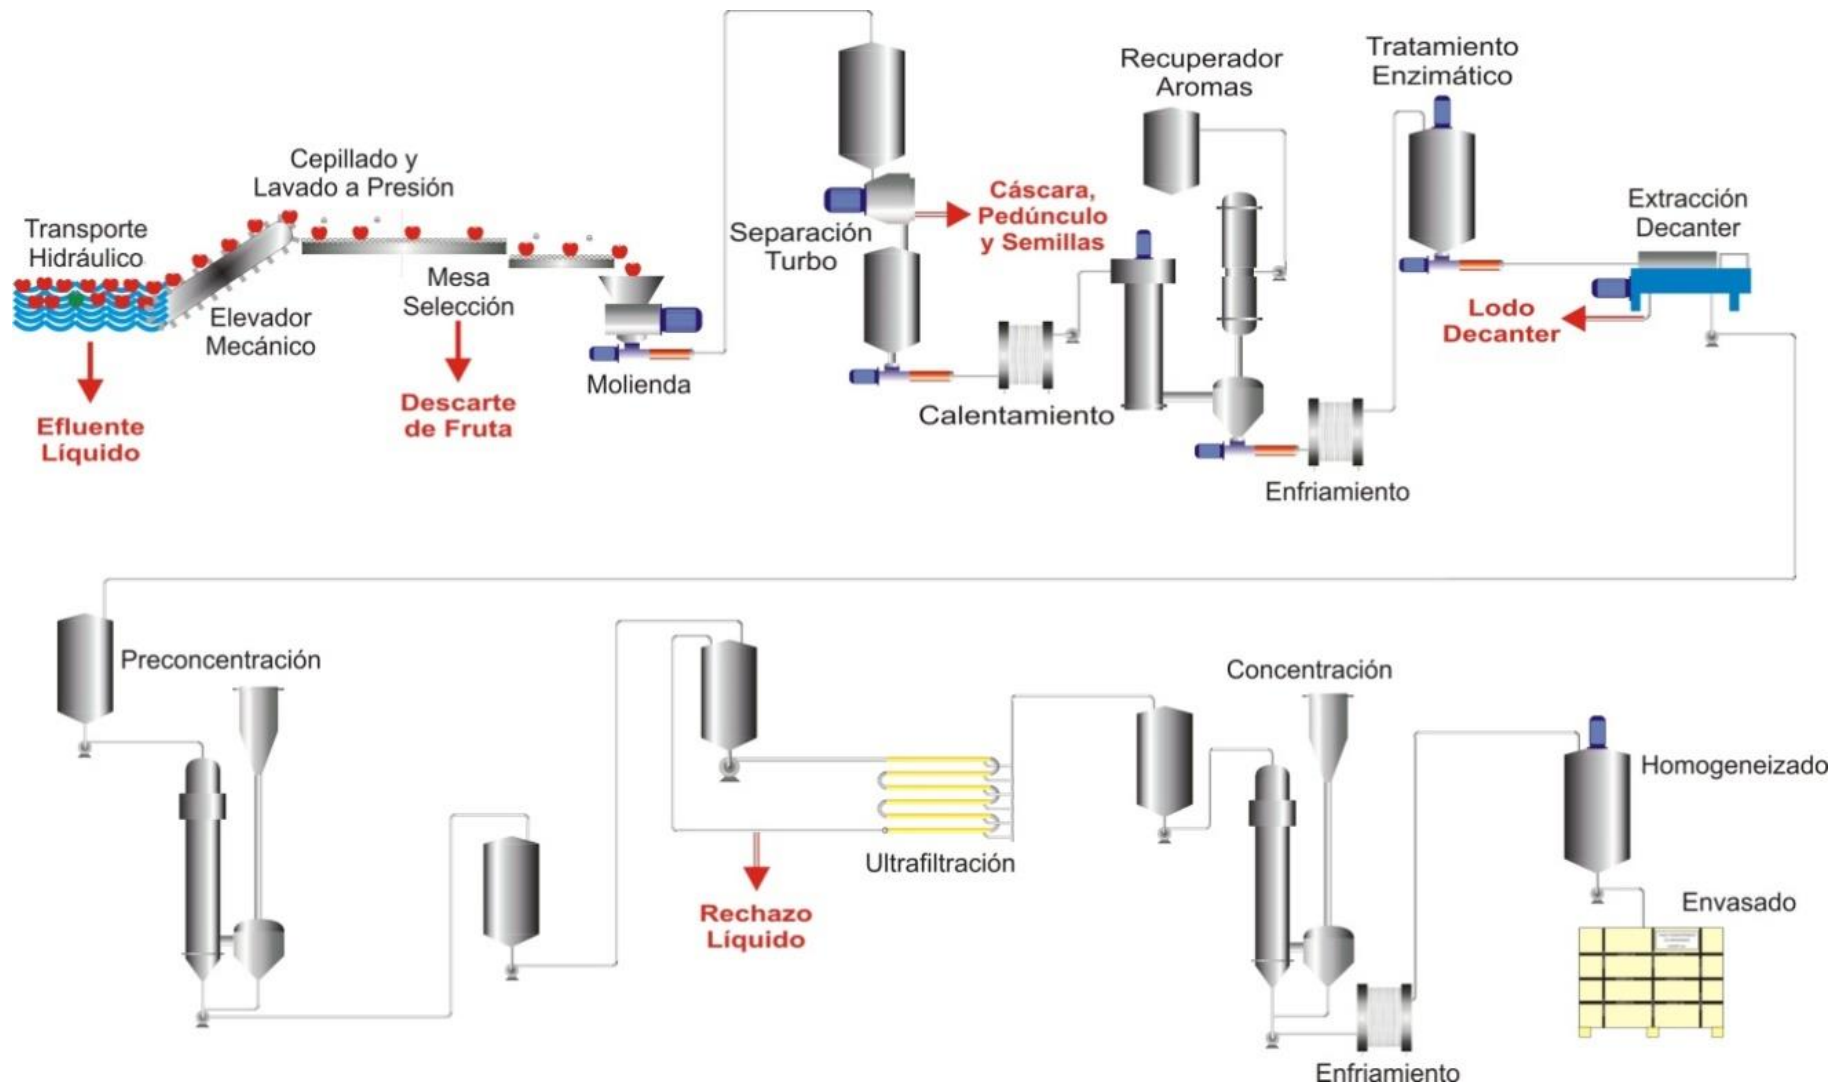 Transporte
Hidráulico
Cepillado y
Lavado a Presión
Elevador
Mecánico
Mesa
Selección
Efluente
Líquido
Descarte
de Fruta
Molienda
Separación
Turbo
Cáscara,
Pedúnculo
y Semillas
Calentamiento
Recuperador
Aromas
Enfriamiento
Tratamiento
Enzimático
Extracción
Decanter
Lodo
Decanter
Preconcentración
Ultrafiltración
Rechazo
Líquido
Concentración
Enfriamiento
Homogeneizado
Envasado